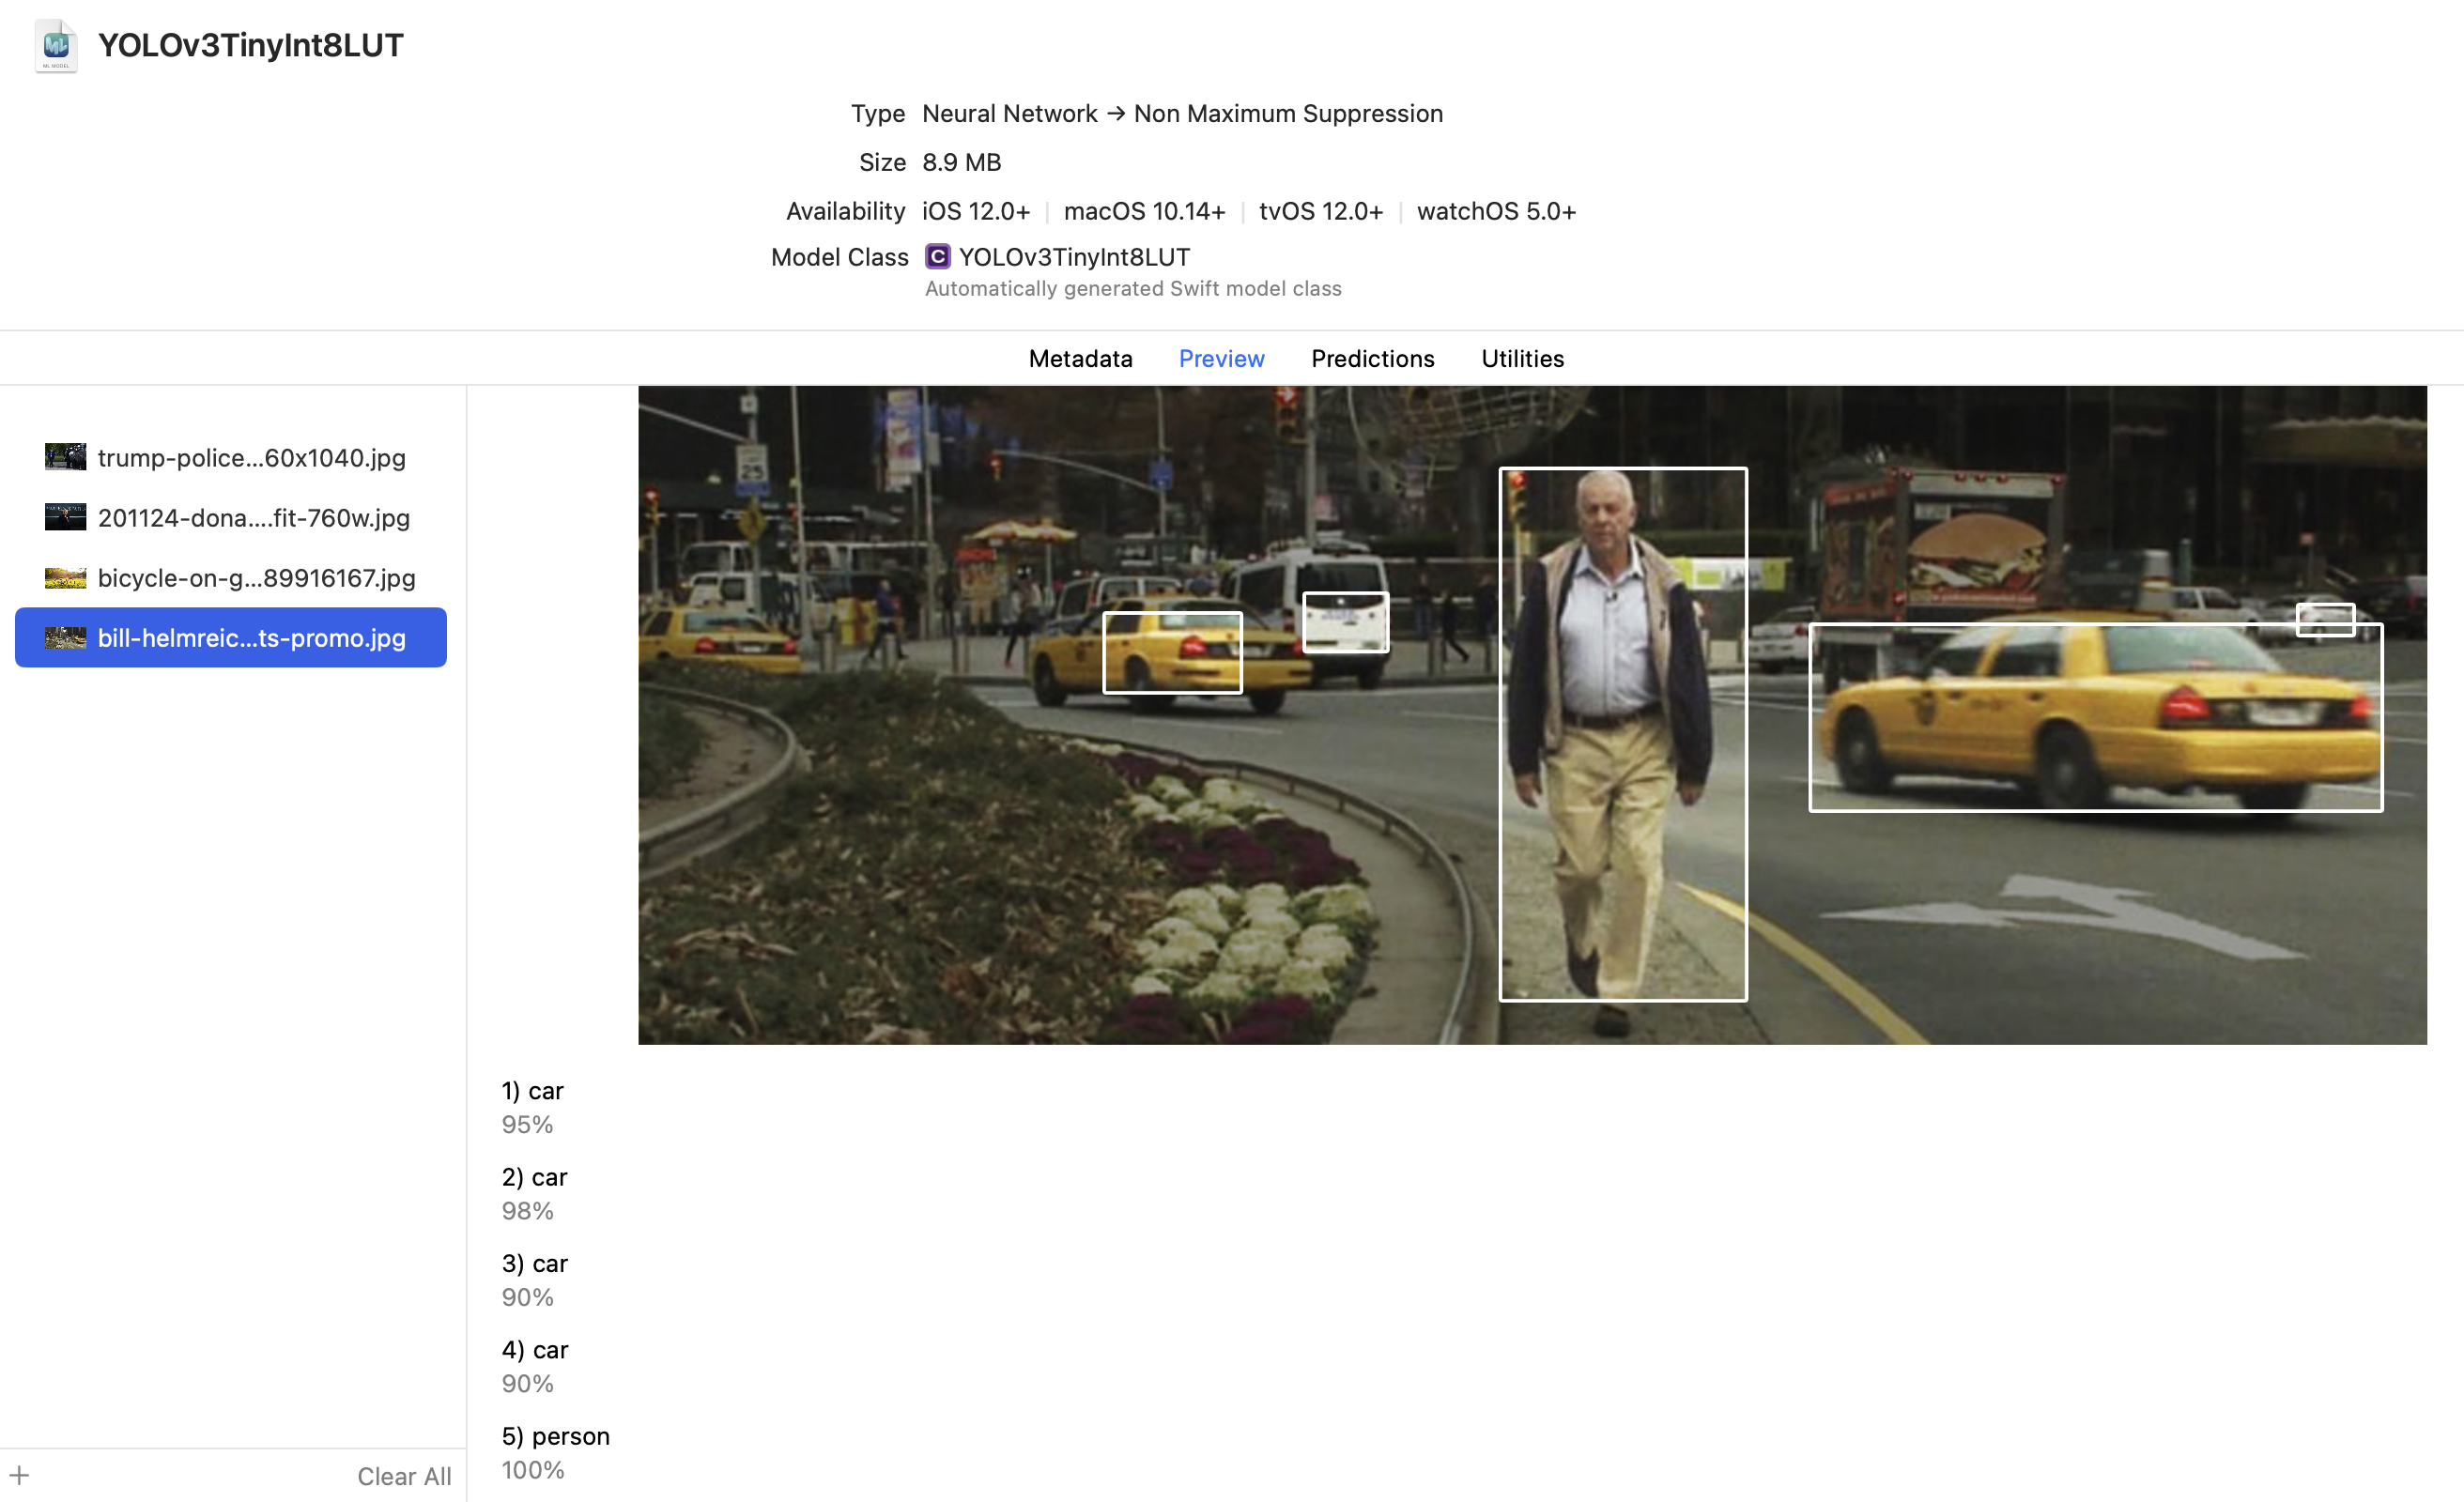 ML MODEL
YOLOv3TinyInt8LUT
Type Neural Network → Non Maximum Suppression
Size 8.9 MB
Availability iOS 12.0+ | macOS 10.14+ | tvOS 12.0+ | watchOS 5.0+
Model Class C YOLOv3TinyInt8LUT
Automatically generated Swift model class
Metadata Preview Predictions Utilities
trump-police...60x1040.jpg
201124-dona....fit-760w.jpg
bicycle-on-g...89916167.jpg
bill-helmreic...ts-promo.jpg
25
1) car
95%
2) car
98%
3) car
90%
4) car
90%
5) person
100%
+ Clear All